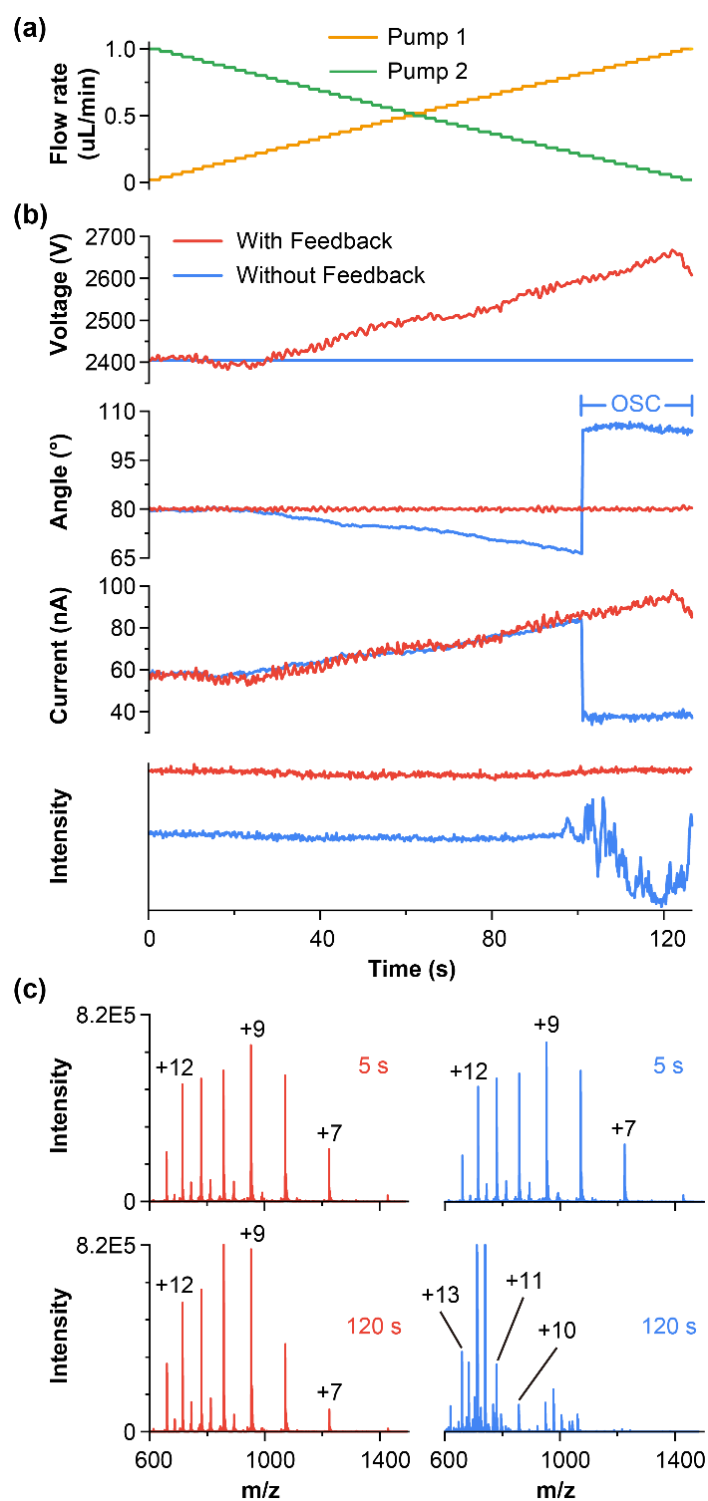 (a)
Pump 1
Pump 2
Flow rate
(uL/min)
1.0
0.5
0
(b)
With Feedback
Without Feedback
Voltage (V)
2700
2600
2500
2400
OSC
Angle (°)
110
95
80
65
Current (nA)
100
80
60
40
Intensity
0
40
80
120
Time (s)
(c)
8.2E5
+9
+12
5 s
+7
Intensity
0
+9
+12
5 s
+7
8.2E5
+9
+12
120 s
+7
Intensity
0
600
1000
1400
m/z
+13
+11
+10
120 s
600
1000
1400
m/z